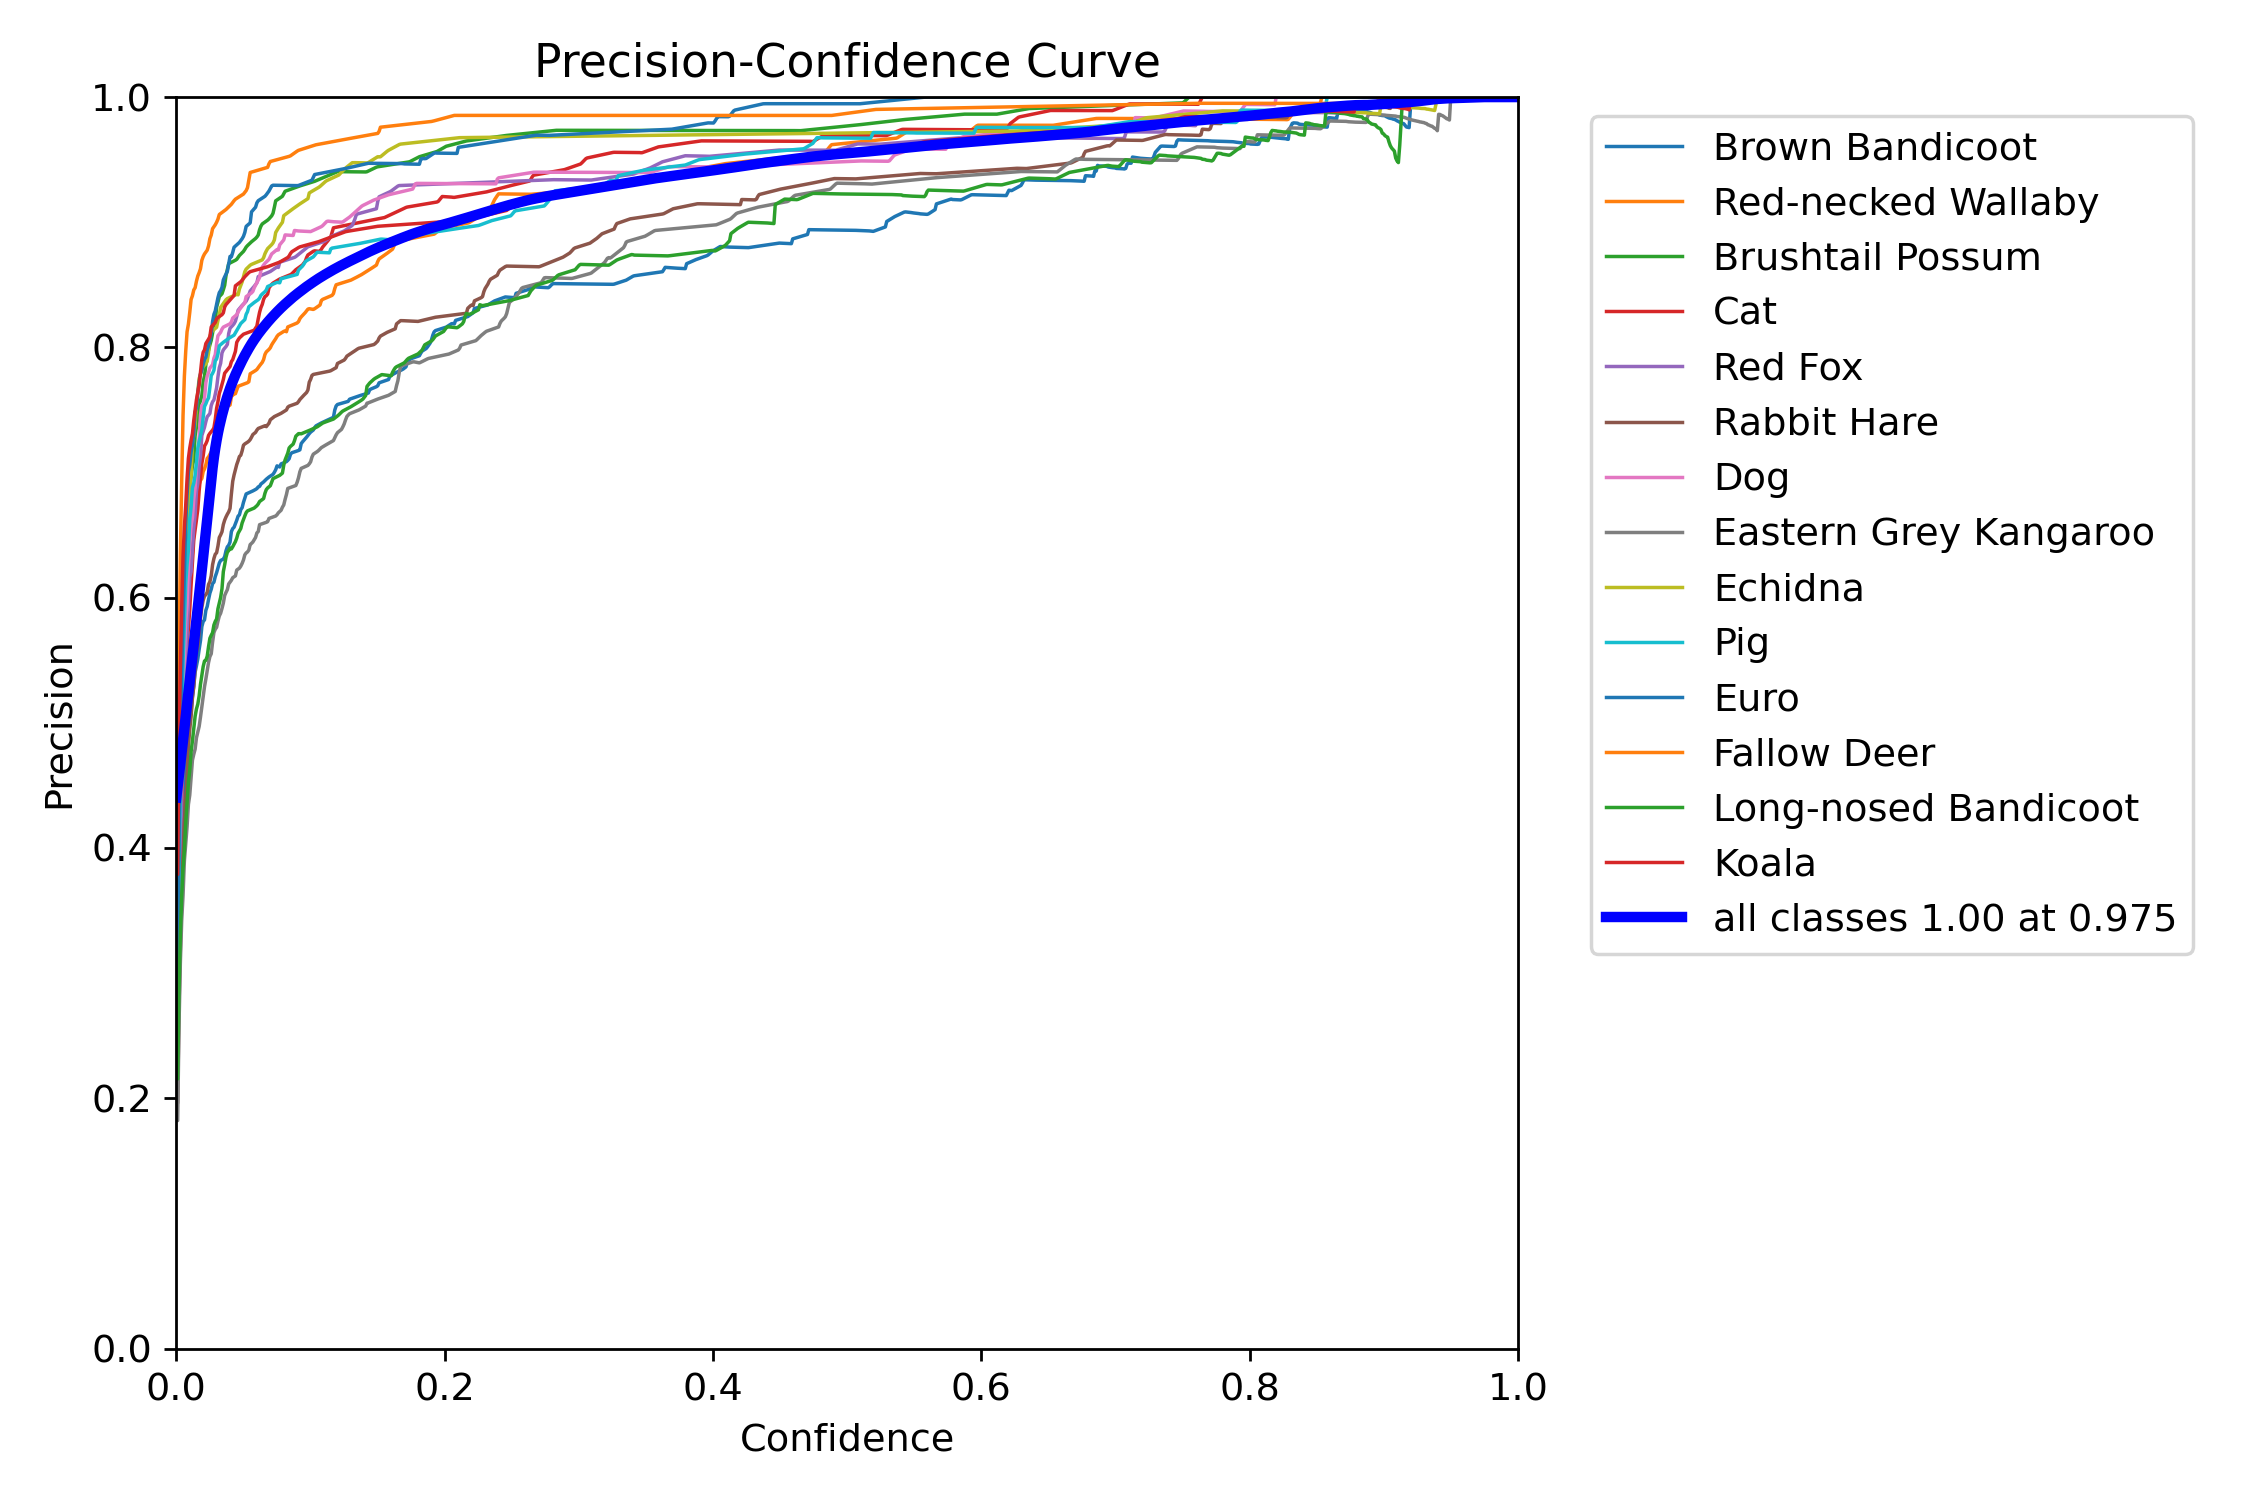 Precision-Confidence Curve
1.0
0.8
0.6
0.4
0.2
0.0
Precision
0.0 0.2 0.4 0.6 0.8 1.0
Confidence
Brown Bandicoot
Red-necked Wallaby
Brushtail Possum
Cat
Red Fox
Rabbit Hare
Dog
Eastern Grey Kangaroo
Echidna
Pig
Euro
Fallow Deer
Long-nosed Bandicoot
Koala
all classes 1.00 at 0.975